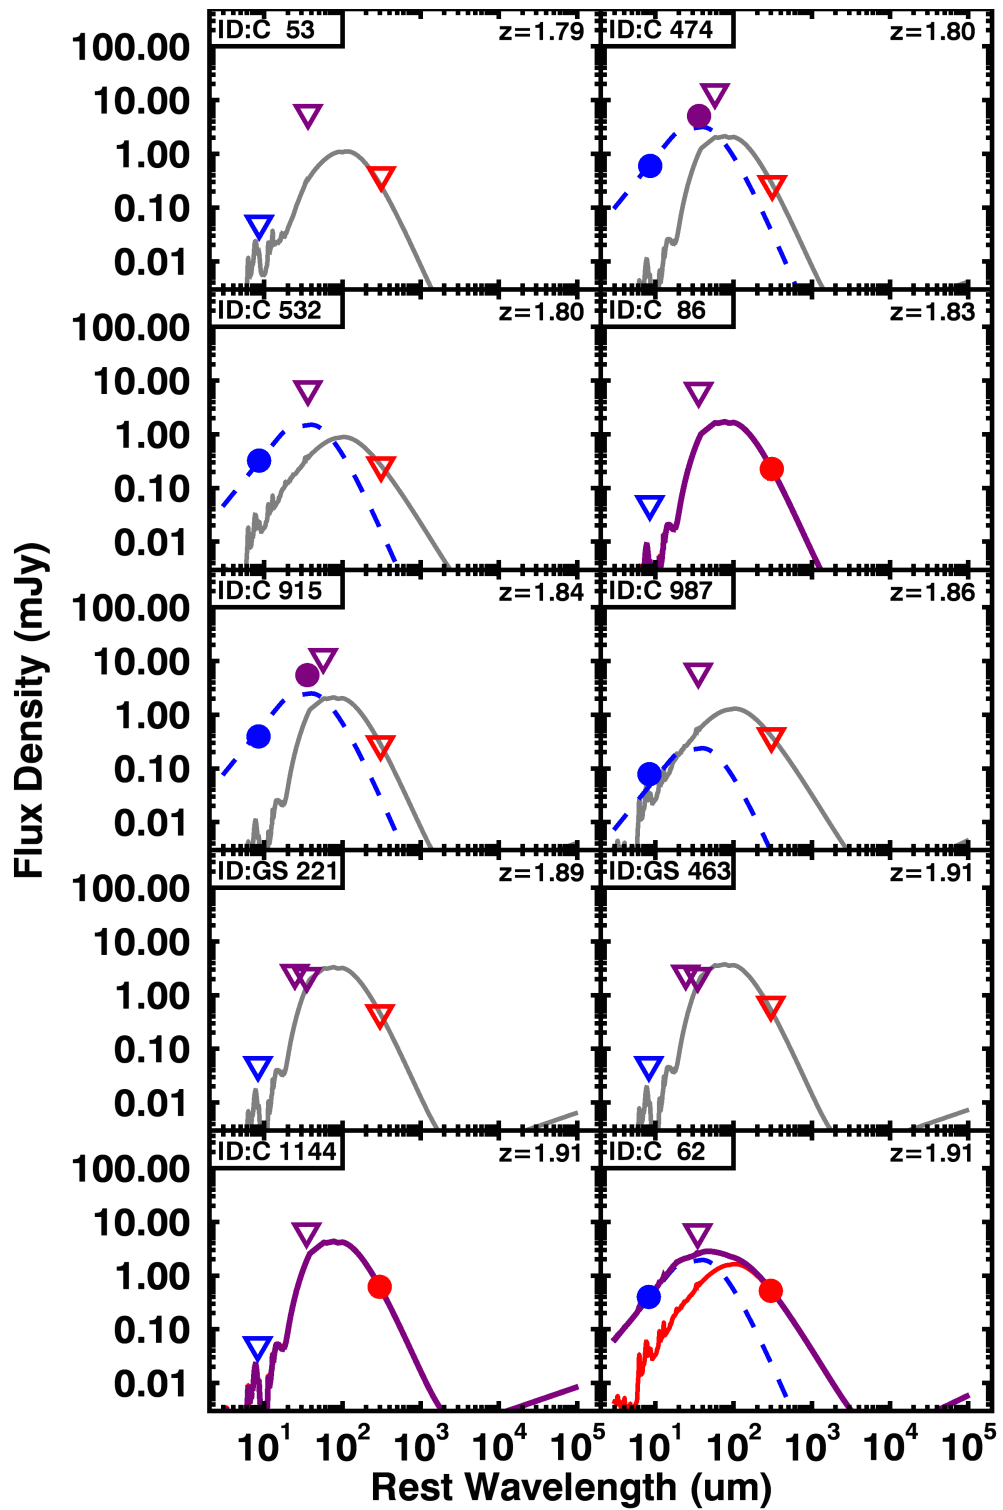 ID:C 53
z=1.79
ID:C 474
z=1.80
100.00
10.00
1.00
0.10
0.01
ID:C 532
z=1.80
ID:C 86
z=1.83
100.00
10.00
1.00
0.10
0.01
ID:C 915
z=1.84
ID:C 987
z=1.86
100.00
10.00
1.00
0.10
0.01
ID:GS 221
z=1.89
ID:GS 463
z=1.91
100.00
10.00
1.00
0.10
0.01
ID:C 1144
z=1.91
ID:C 62
z=1.91
100.00
10.00
1.00
0.10
0.01
Flux Density (mJy)
10¹ 10² 10³ 10⁴ 10⁵ 10¹ 10² 10³ 10⁴ 10⁵
Rest Wavelength (um)